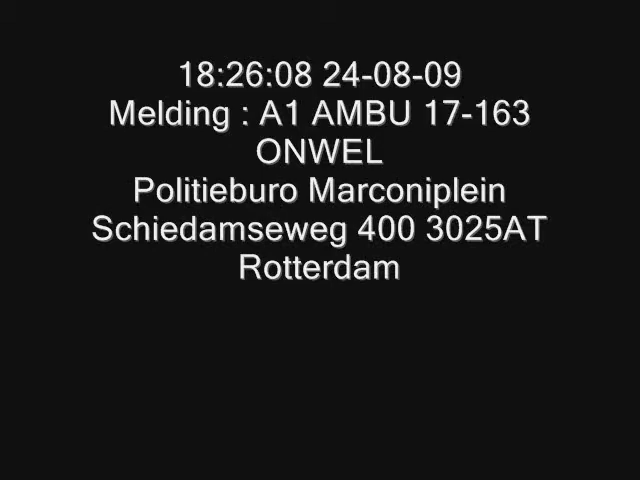 18:26:08 24-08-09
Melding : A1 AMBU 17-163
ONWEL
Politieburo Marconiplein
Schiedamseweg 400 3025AT
Rotterdam